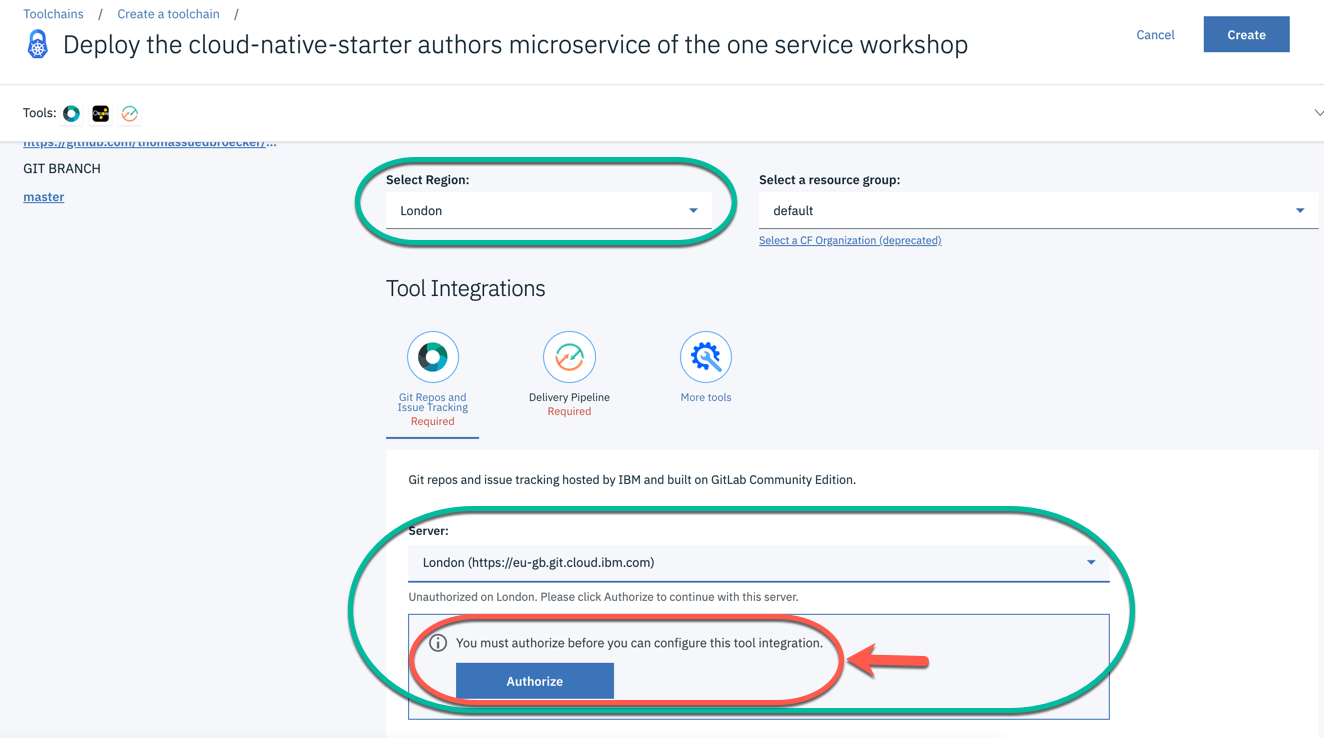 Toolchains / Create a toolchain /
Deploy the cloud-native-starter authors microservice of the one service workshop
Cancel
Create
Tools:
https://github.com/thomassuedbroecker/...
GIT BRANCH
master
Select Region:
London
Select a resource group:
default
Select a CF Organization (deprecated)
Tool Integrations
Git Repos and
Issue Tracking
Required
Delivery Pipeline
Required
More tools
Git repos and issue tracking hosted by IBM and built on GitLab Community Edition.
Server:
London (https://eu-gb.git.cloud.ibm.com)
Unauthorized on London. Please click Authorize to continue with this server.
You must authorize before you can configure this tool integration.
Authorize